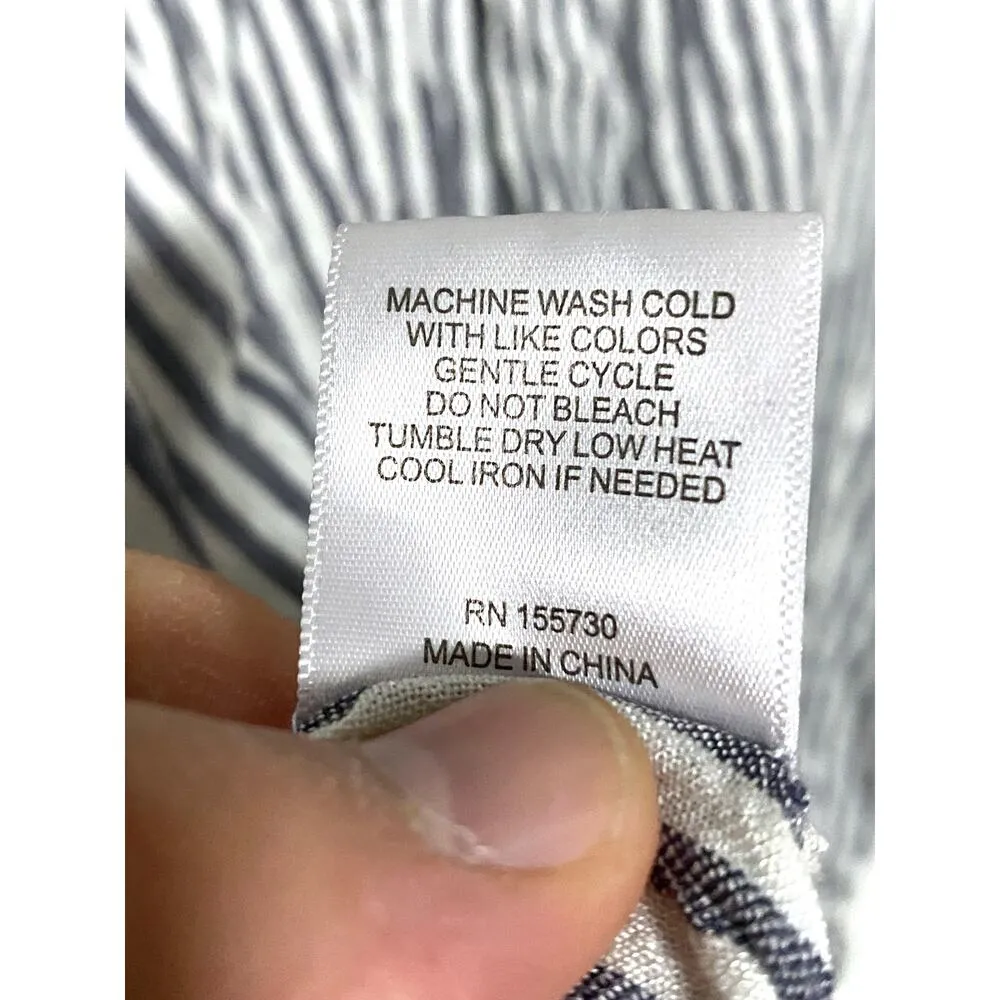 MACHINE WASH COLD
WITH LIKE COLORS
GENTLE CYCLE
DO NOT BLEACH
TUMBLE DRY LOW HEAT
COOL IRON IF NEEDED
RN 155730
MADE IN CHINA